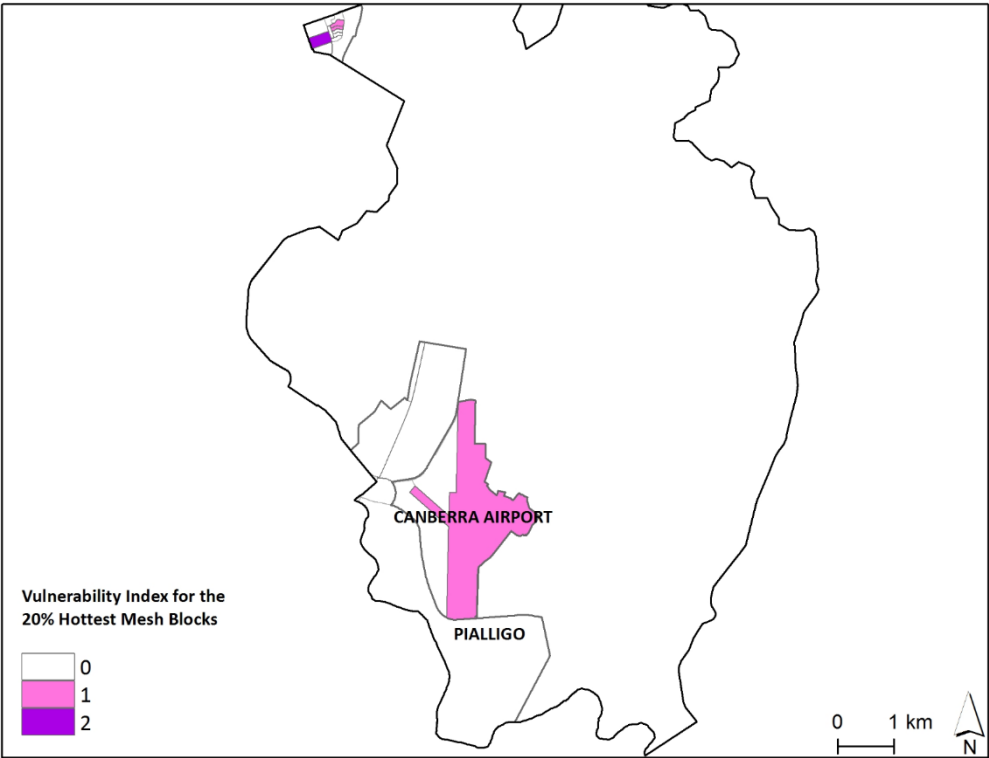 CANBERRA AIRPORT
Vulnerability Index for the
20% Hottest Mesh Blocks
PIALLIGO
0
1
2
0 1 km
N